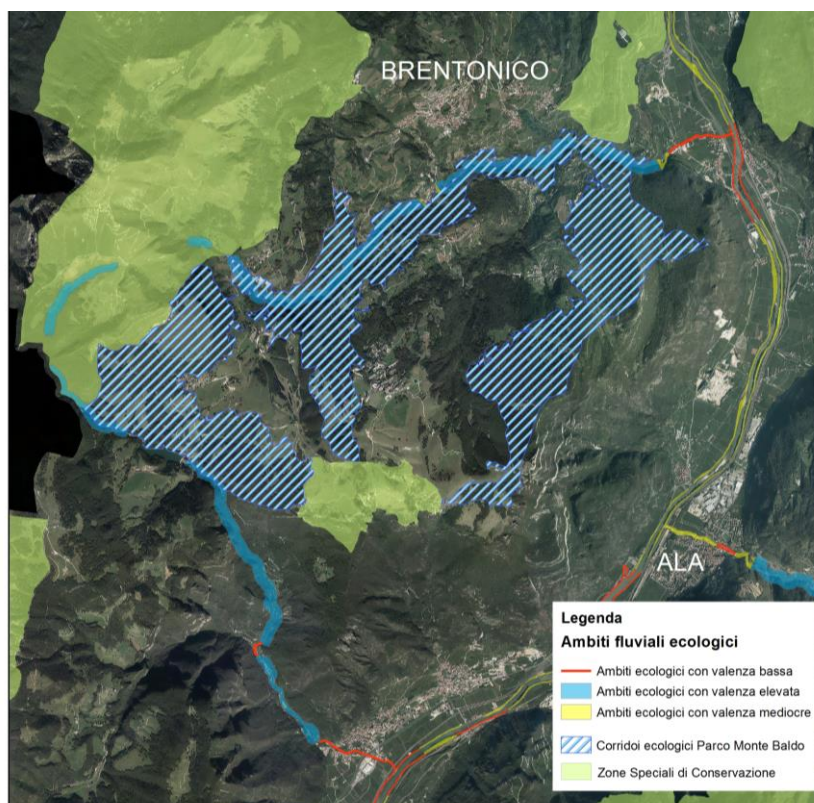 BRENTONICO
ALA
Legenda
Ambiti fluviali ecologici
Ambiti ecologici con valenza bassa
Ambiti ecologici con valenza elevata
Ambiti ecologici con valenza mediocre
Corridoi ecologici Parco Monte Baldo
Zone Speciali di Conservazione